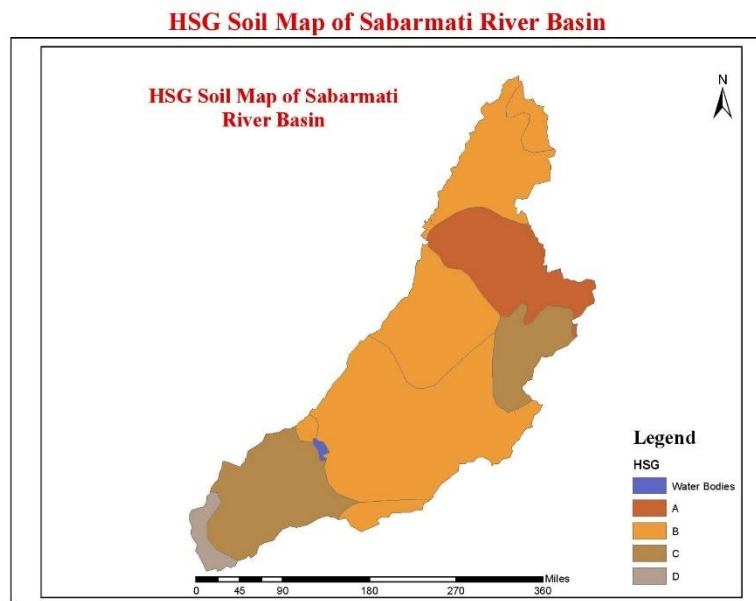 HSG Soil Map of Sabarmati River Basin
HSG Soil Map of Sabarmati
River Basin
N
Legend
HSG
Water Bodies
A
B
C
D
Miles
0 45 90 180 270 360